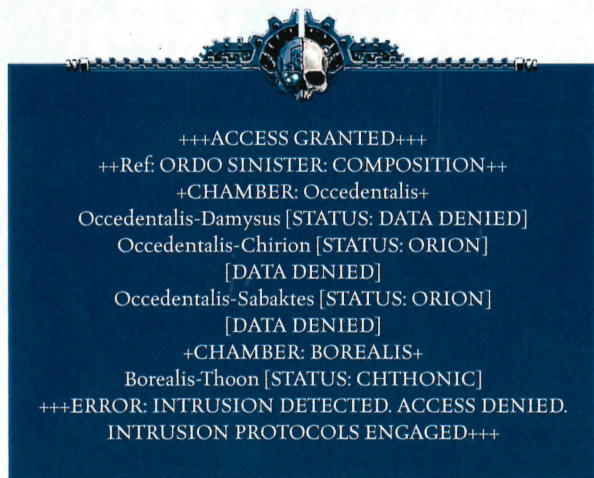 +++ACCESS GRANTED+++
++Ref: ORDO SINISTER: COMPOSITION++
+CHAMBER: Occedentalis+
Occedentalis-Damysus [STATUS: DATA DENIED]
Occedentalis-Chirion [STATUS: ORION]
[DATA DENIED]
Occedentalis-Sabaktes [STATUS: ORION]
[DATA DENIED]
+CHAMBER: BOREALIS+
Borealis-Thoon [STATUS: CHTHONIC]
+++ERROR: INTRUSION DETECTED. ACCESS DENIED.
INTRUSION PROTOCOLS ENGAGED+++